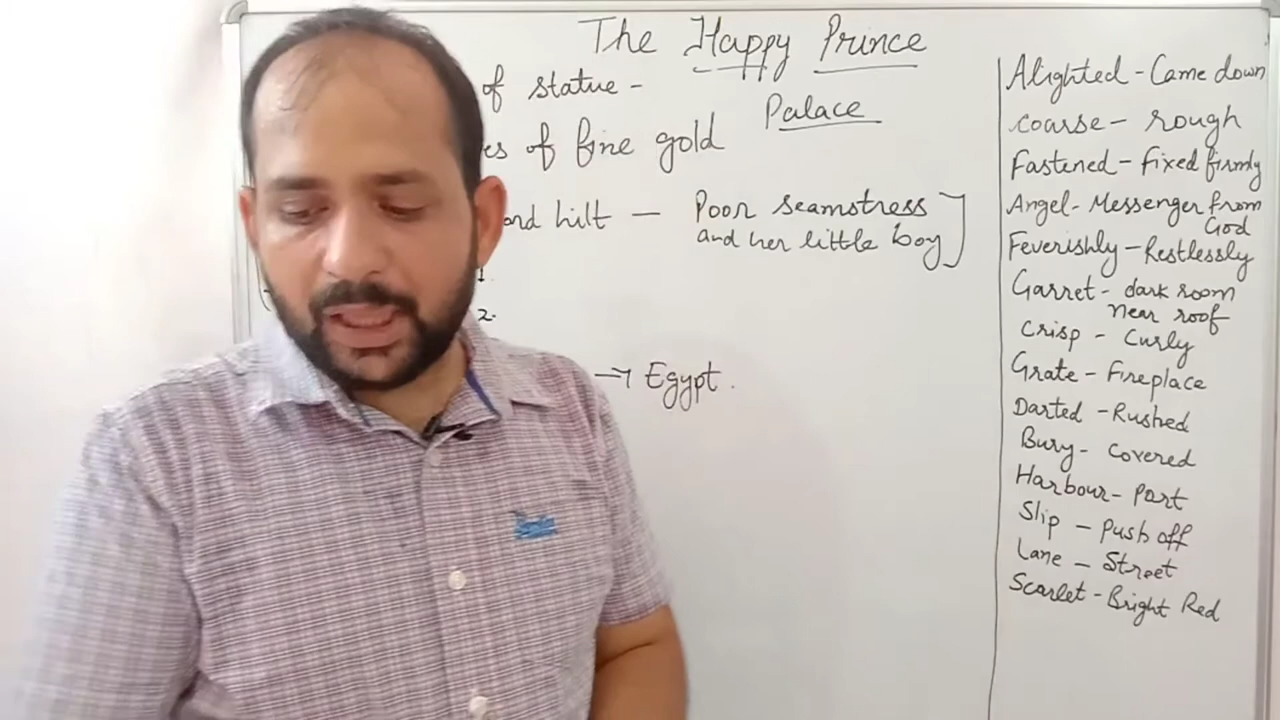 The Happy Prince
of statue -
Palace
es of fine gold
ord hilt — Poor seamstress
and her little boy
1.
2.
Egypt.
Alighted - Came down
coarse - rough
Fastened - fixed firmly
Angel - Messenger from
God
Feverishly - Restlessly
Garret - dark room
near roof
Crisp - Curly
Grate - Fireplace
Darted - Rushed
Bury - covered
Harbour - Port
Slip - Push off
Lane - Street
Scarlet - Bright Red